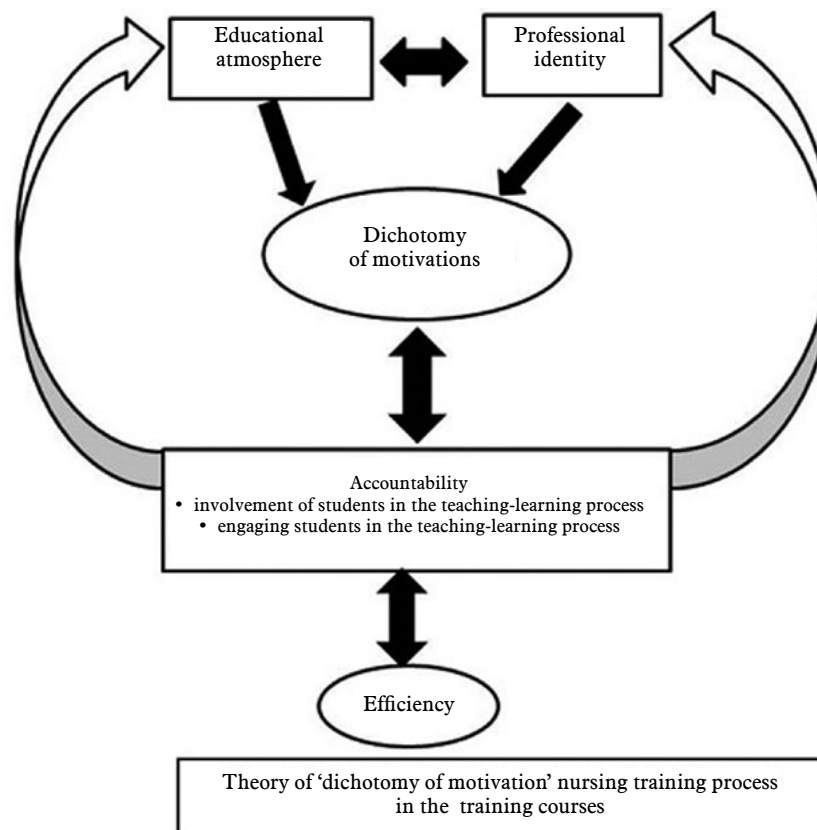 Educational
atmosphere
Professional
identity
Dichotomy
of motivations
Accountability
• involvement of students in the teaching-learning process
• engaging students in the teaching-learning process
Efficiency
Theory of ‘dichotomy of motivation’ nursing training process
in the training courses